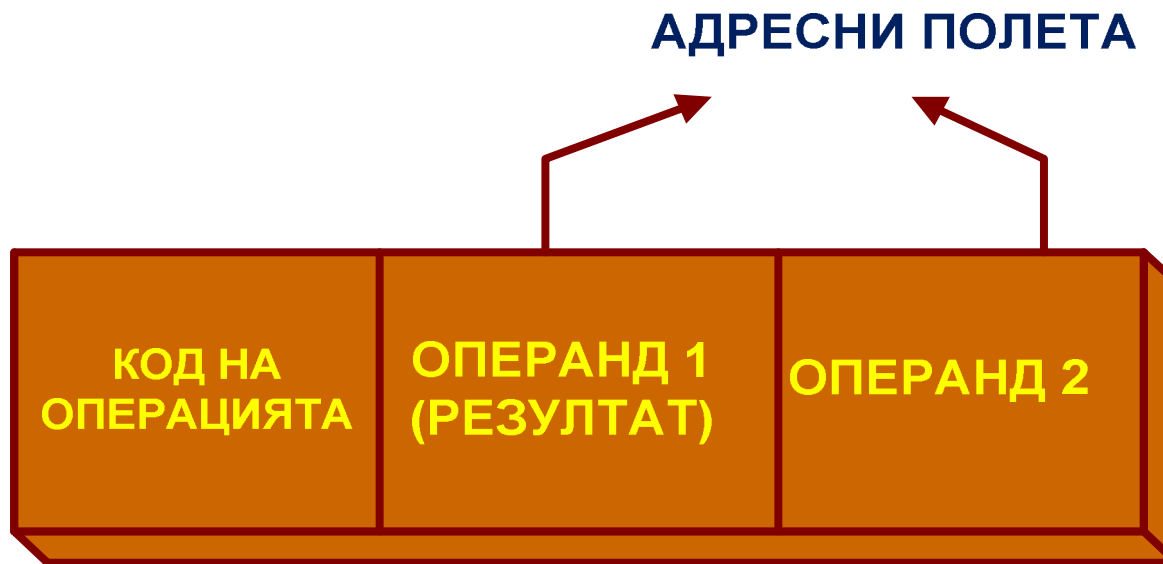 АДРЕСНИ ПОЛЕТА
КОД НА
ОПЕРАЦИЯТА
ОПЕРАНД 1
(РЕЗУЛТАТ)
ОПЕРАНД 2